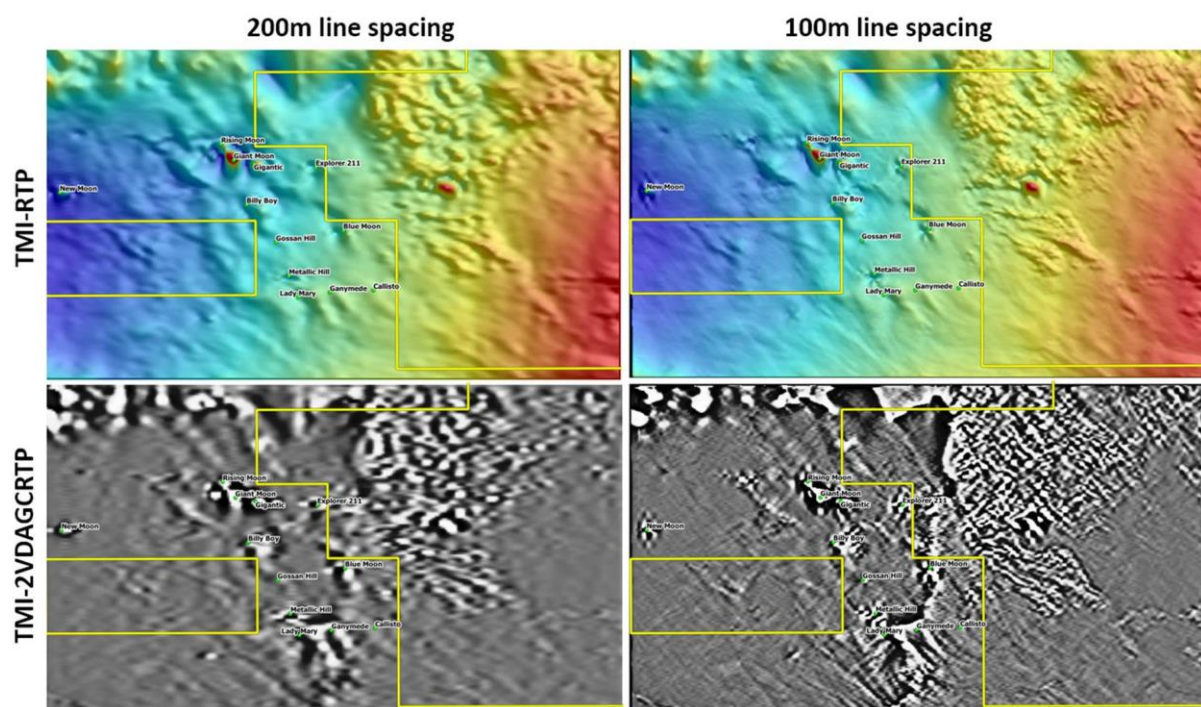 200m line spacing
100m line spacing
TMI-RTP
Rising Moon
Giant Moon
Gigantic
Explorer 211
New Moon
Billy Boy
Blue Moon
Gossan Hill
Metallic Hill
Lady Mary
Ganymede
Callisto
Rising Moon
Giant Moon
Gigantic
Explorer 211
New Moon
Billy Boy
Blue Moon
Gossan Hill
Metallic Hill
Lady Mary
Ganymede
Callisto
TMI-2VDAGCRTP
Rising Moon
Giant Moon
Gigantic
Explorer 211
New Moon
Billy Boy
Blue Moon
Gossan Hill
Metallic Hill
Lady Mary
Ganymede
Callisto
Rising Moon
Giant Moon
Gigantic
Explorer 211
New Moon
Billy Boy
Blue Moon
Gossan Hill
Metallic Hill
Lady Mary
Ganymede
Callisto